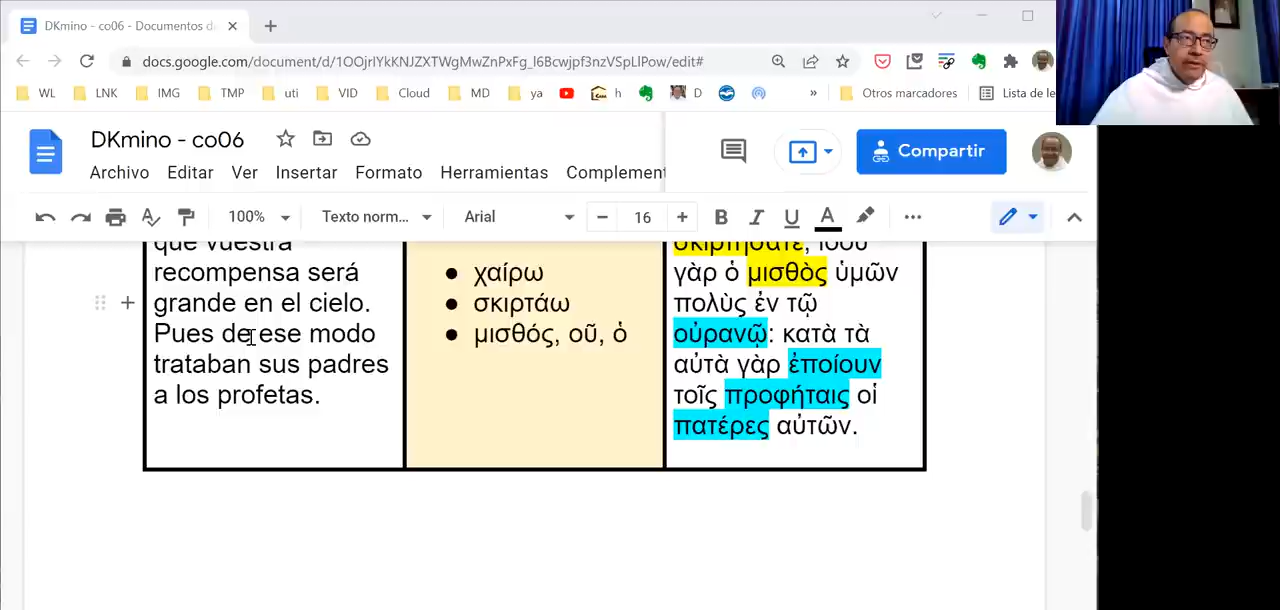 DKmino - co06 - Documentos d
docs.google.com/document/d/1OOjrlYkKNJZXTWgMwZnPxFg_l6Bcwjpf3nzVSpLlPow/edit#
WL LNK IMG TMP uti VID Cloud MD ya h D » Otros marcadores Lista de le
DKmino - co06
Compartir
Archivo Editar Ver Insertar Formato Herramientas Complement
100% Texto norm... Arial 16 B I U A
que vuestra
recompensa será
grande en el cielo.
Pues de ese modo
trataban sus padres
a los profetas.
● χαίρω
● σκιρτάω
● μισθός, οῦ, ὁ
σκιρτήσατε, ἰδοὺ
γὰρ ὁ μισθὸς ὑμῶν
πολὺς ἐν τῷ
οὐρανῷ: κατὰ τὰ
αὐτὰ γὰρ ἐποίουν
τοῖς προφήταις οἱ
πατέρες αὐτῶν.